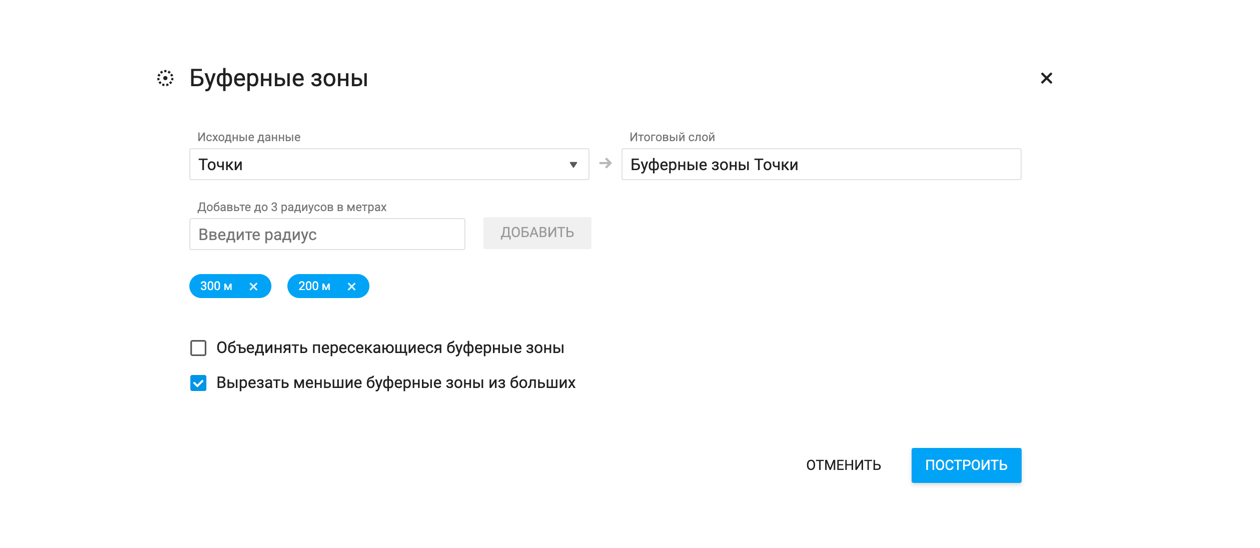 Буферные зоны
Исходные данные
Итоговый слой
Точки
Буферные зоны Точки
Добавьте до 3 радиусов в метрах
Введите радиус
ДОБАВИТЬ
300 м
200 м
Объединять пересекающиеся буферные зоны
Вырезать меньшие буферные зоны из больших
ОТМЕНИТЬ
ПОСТРОИТЬ